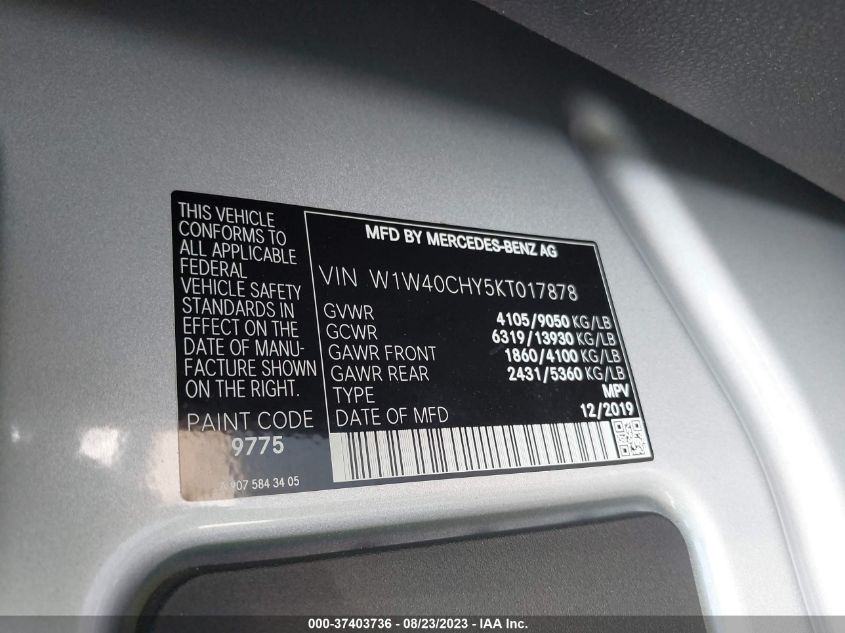 THIS VEHICLE
CONFORMS TO
ALL APPLICABLE
FEDERAL
VEHICLE SAFETY
STANDARDS IN
EFFECT ON THE
DATE OF MANU-
FACTURE SHOWN
ON THE RIGHT.
PAINT CODE
9775
907 584 34 05
MFD BY MERCEDES-BENZ AG
VIN W1W40CHY5KT017878
GVWR 4105/9050 KG/LB
GCWR 6319/13930 KG/LB
GAWR FRONT 1860/4100 KG/LB
GAWR REAR 2431/5360 KG/LB
TYPE MPV
DATE OF MFD 12/2019
000-37403736 - 08/23/2023 - IAA Inc.